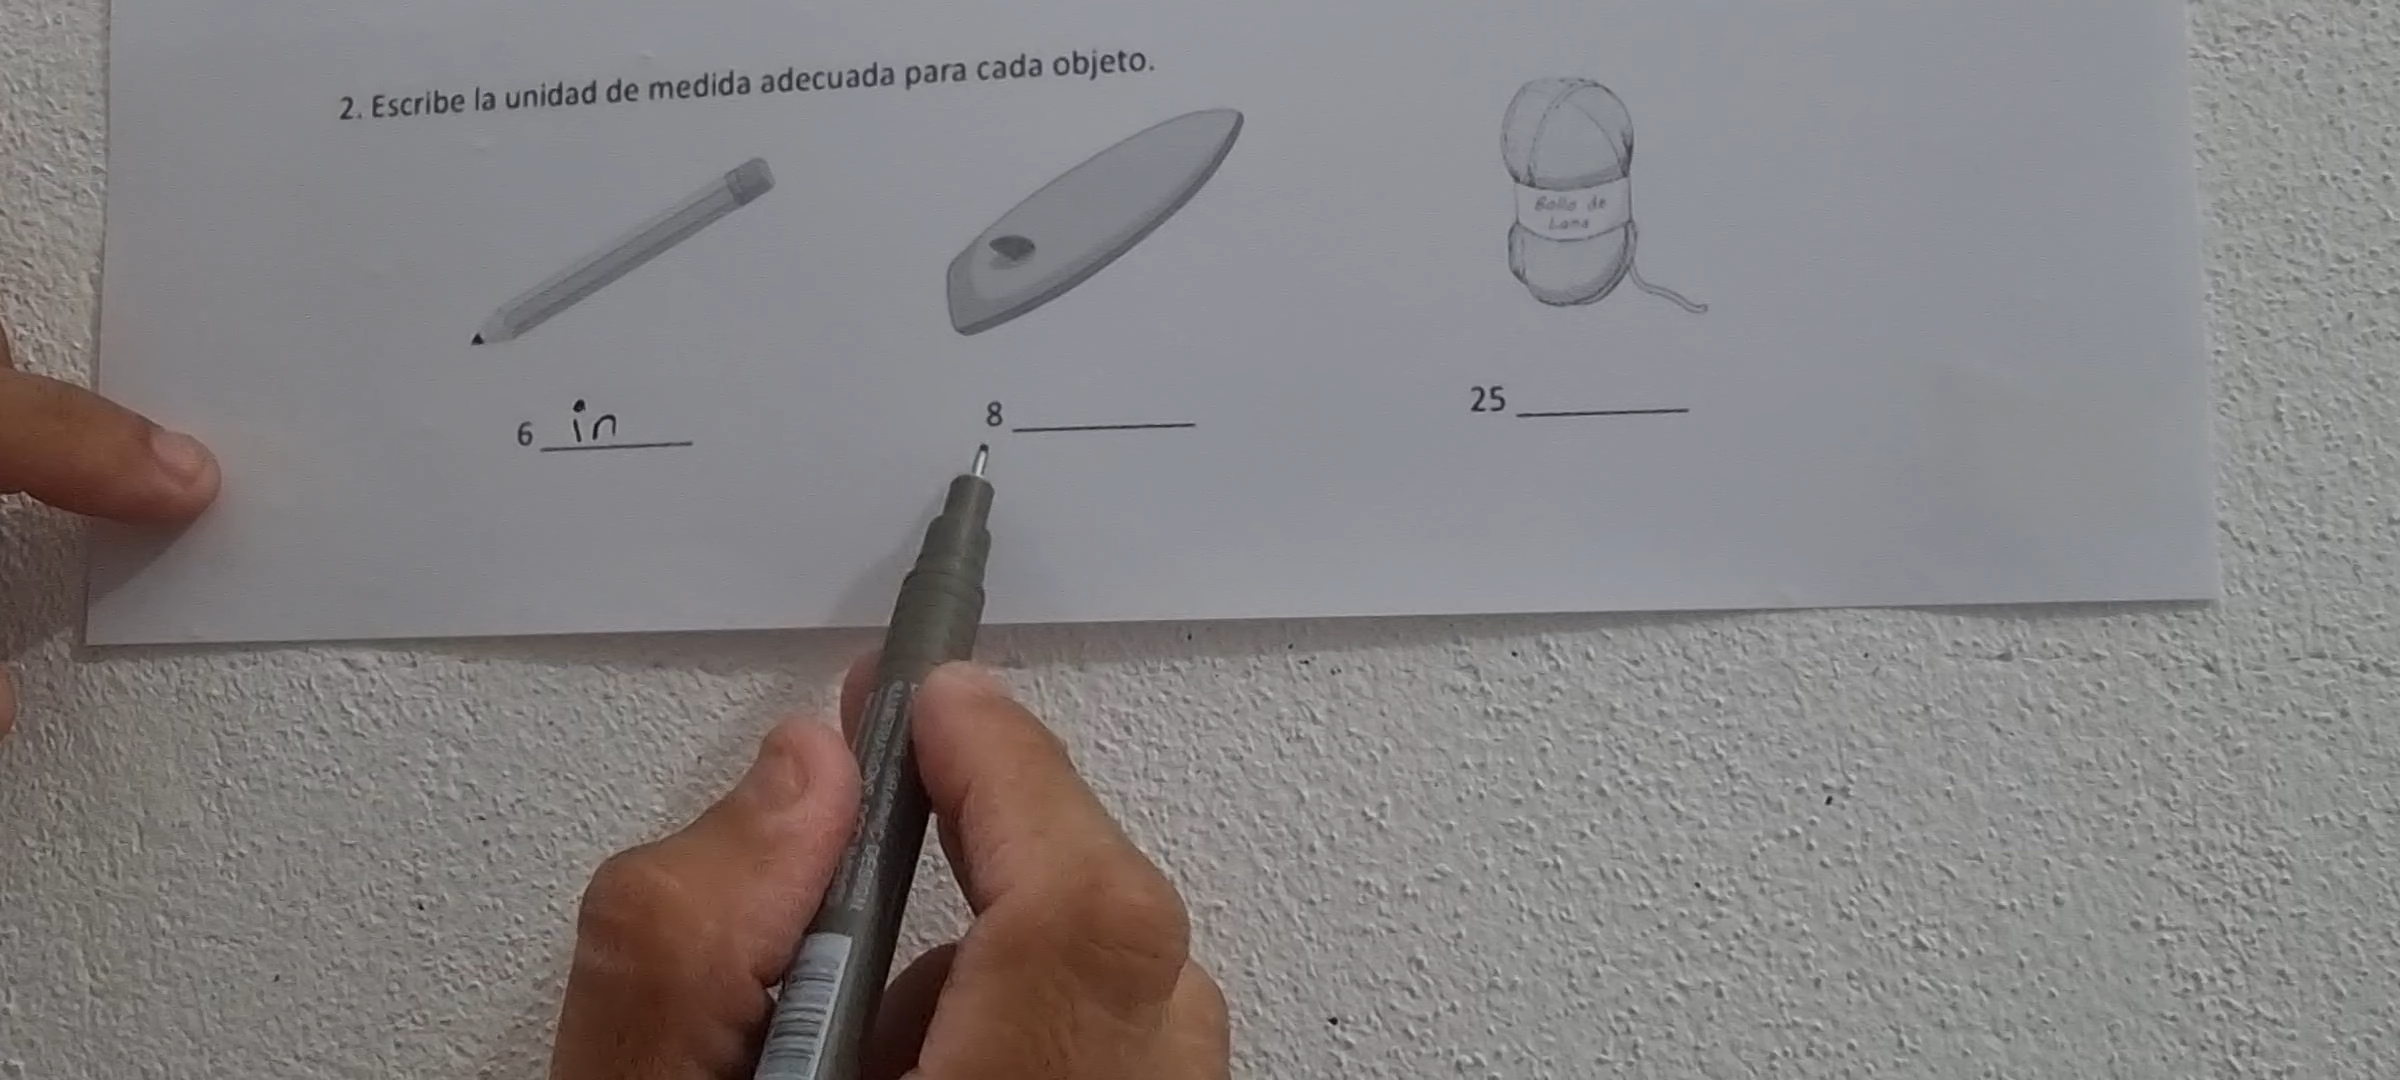 2. Escribe la unidad de medida adecuada para cada objeto.
Bollo de
Lana
6 in
8
25